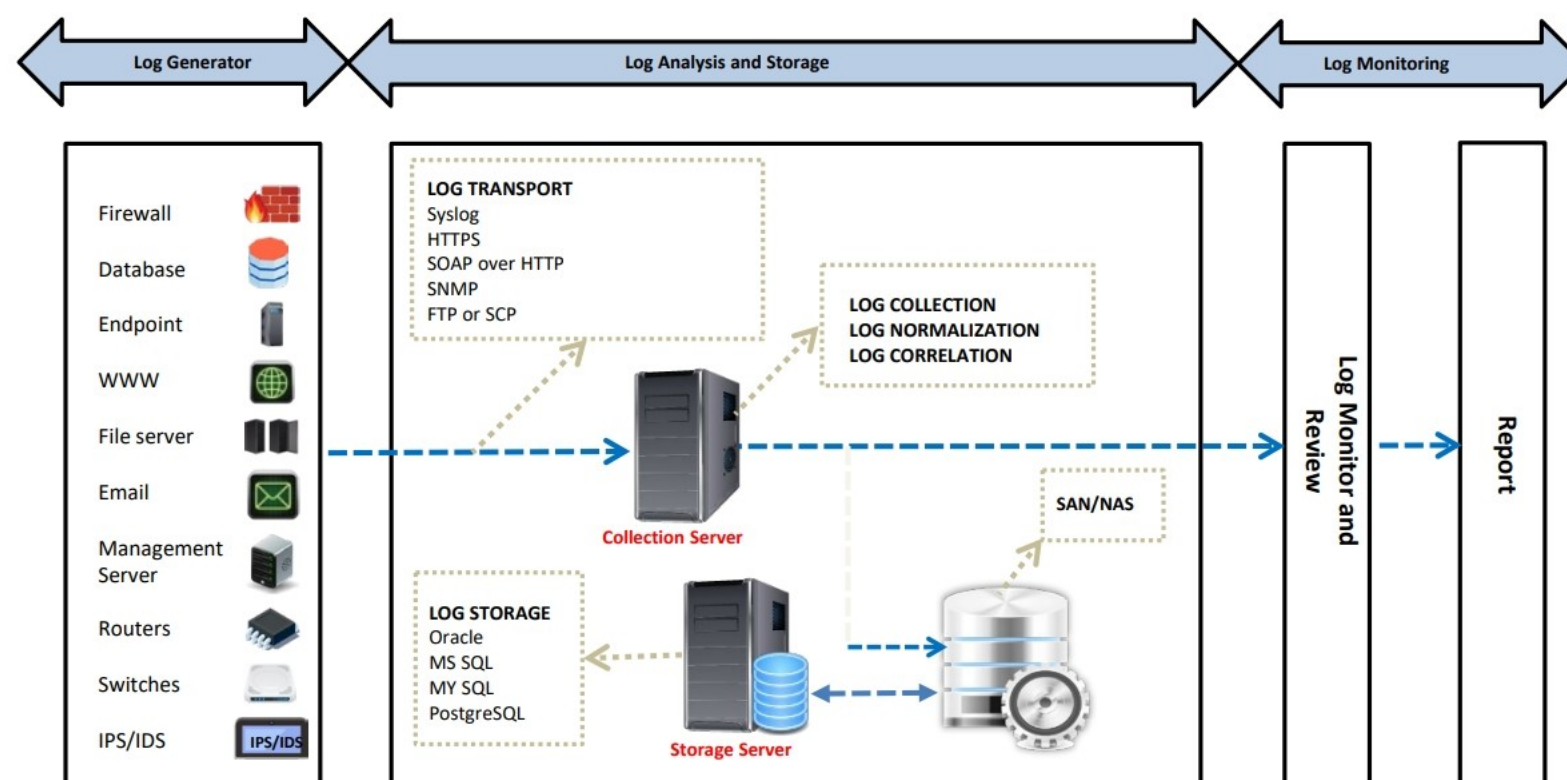 Log Generator
Log Analysis and Storage
Log Monitoring
Firewall
Database
Endpoint
WWW
File server
Email
Management
Server
Routers
Switches
IPS/IDS
IPS/IDS
LOG TRANSPORT
Syslog
HTTPS
SOAP over HTTP
SNMP
FTP or SCP
LOG COLLECTION
LOG NORMALIZATION
LOG CORRELATION
Collection Server
SAN/NAS
LOG STORAGE
Oracle
MS SQL
MY SQL
PostgreSQL
Storage Server
Log Monitor and
Review
Report